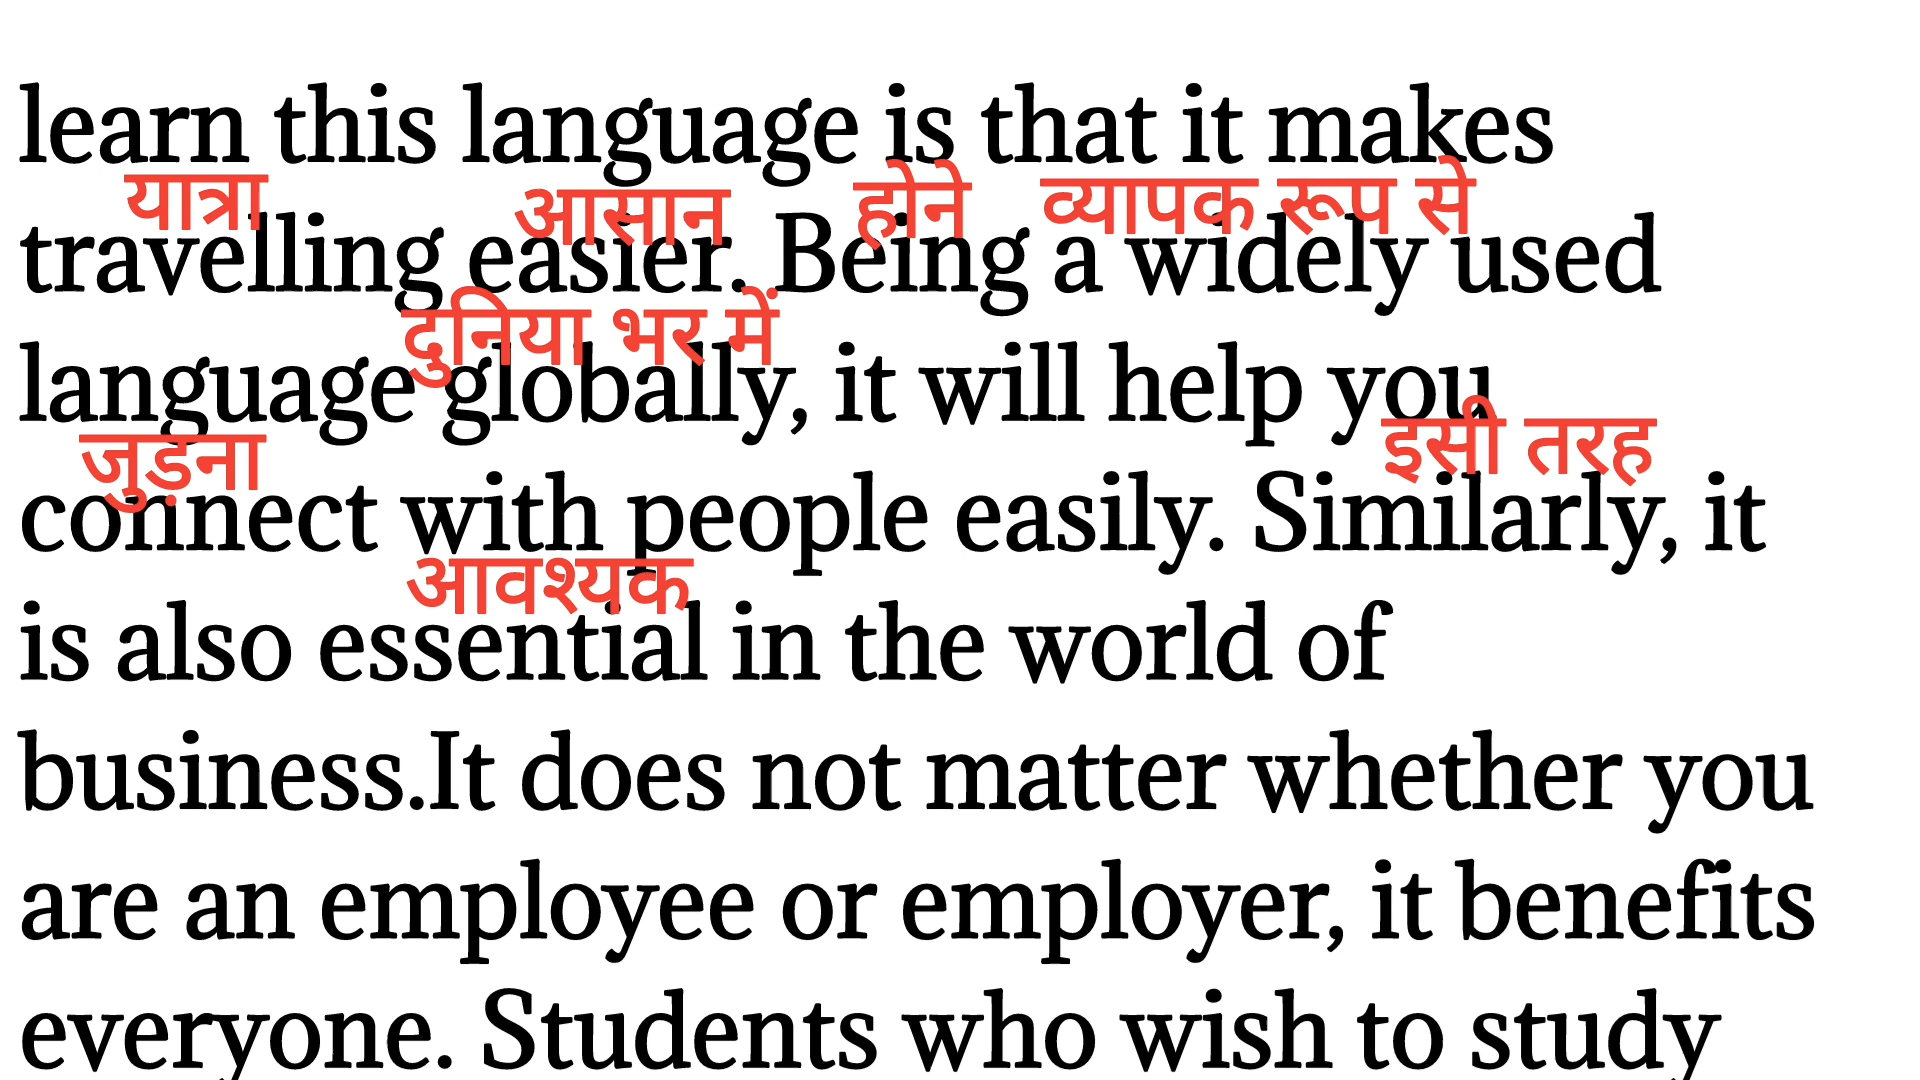 learn this language is that it makes
यात्रा आसान होने व्यापक रूप से
travelling easier. Being a widely used
दुनिया भर में
language globally, it will help you
जुड़ना इसी तरह
connect with people easily. Similarly, it
आवश्यक
is also essential in the world of
business.It does not matter whether you
are an employee or employer, it benefits
everyone. Students who wish to study